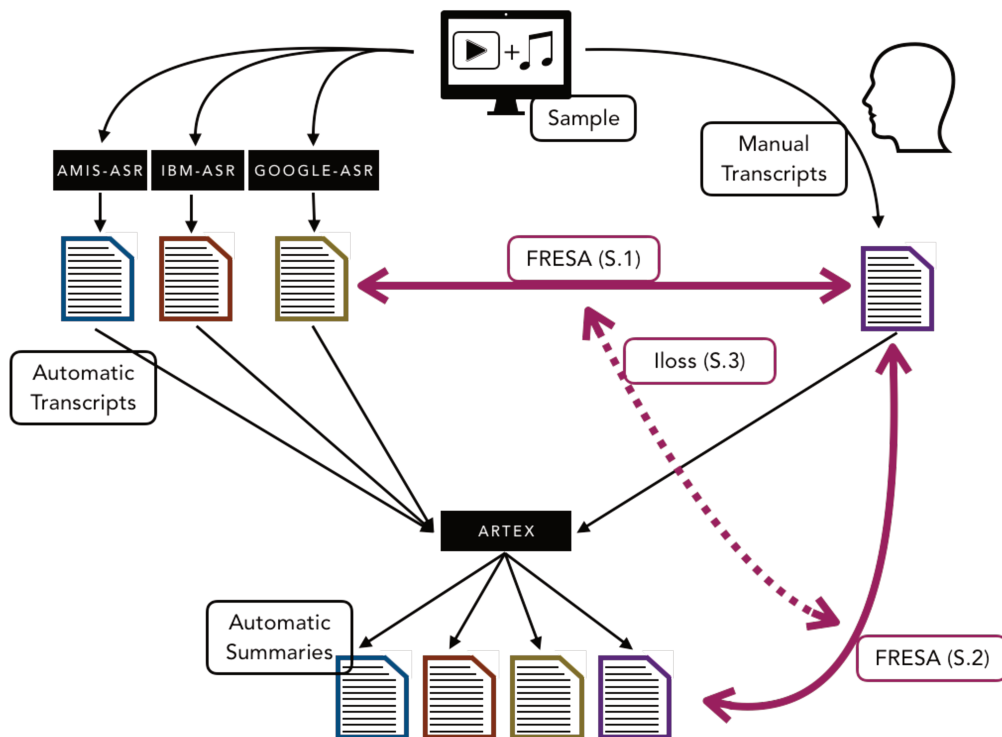 Sample
Manual
Transcripts
AMIS-ASR
IBM-ASR
GOOGLE-ASR
FRESA (S.1)
Iloss (S.3)
Automatic
Transcripts
ARTEX
Automatic
Summaries
FRESA (S.2)